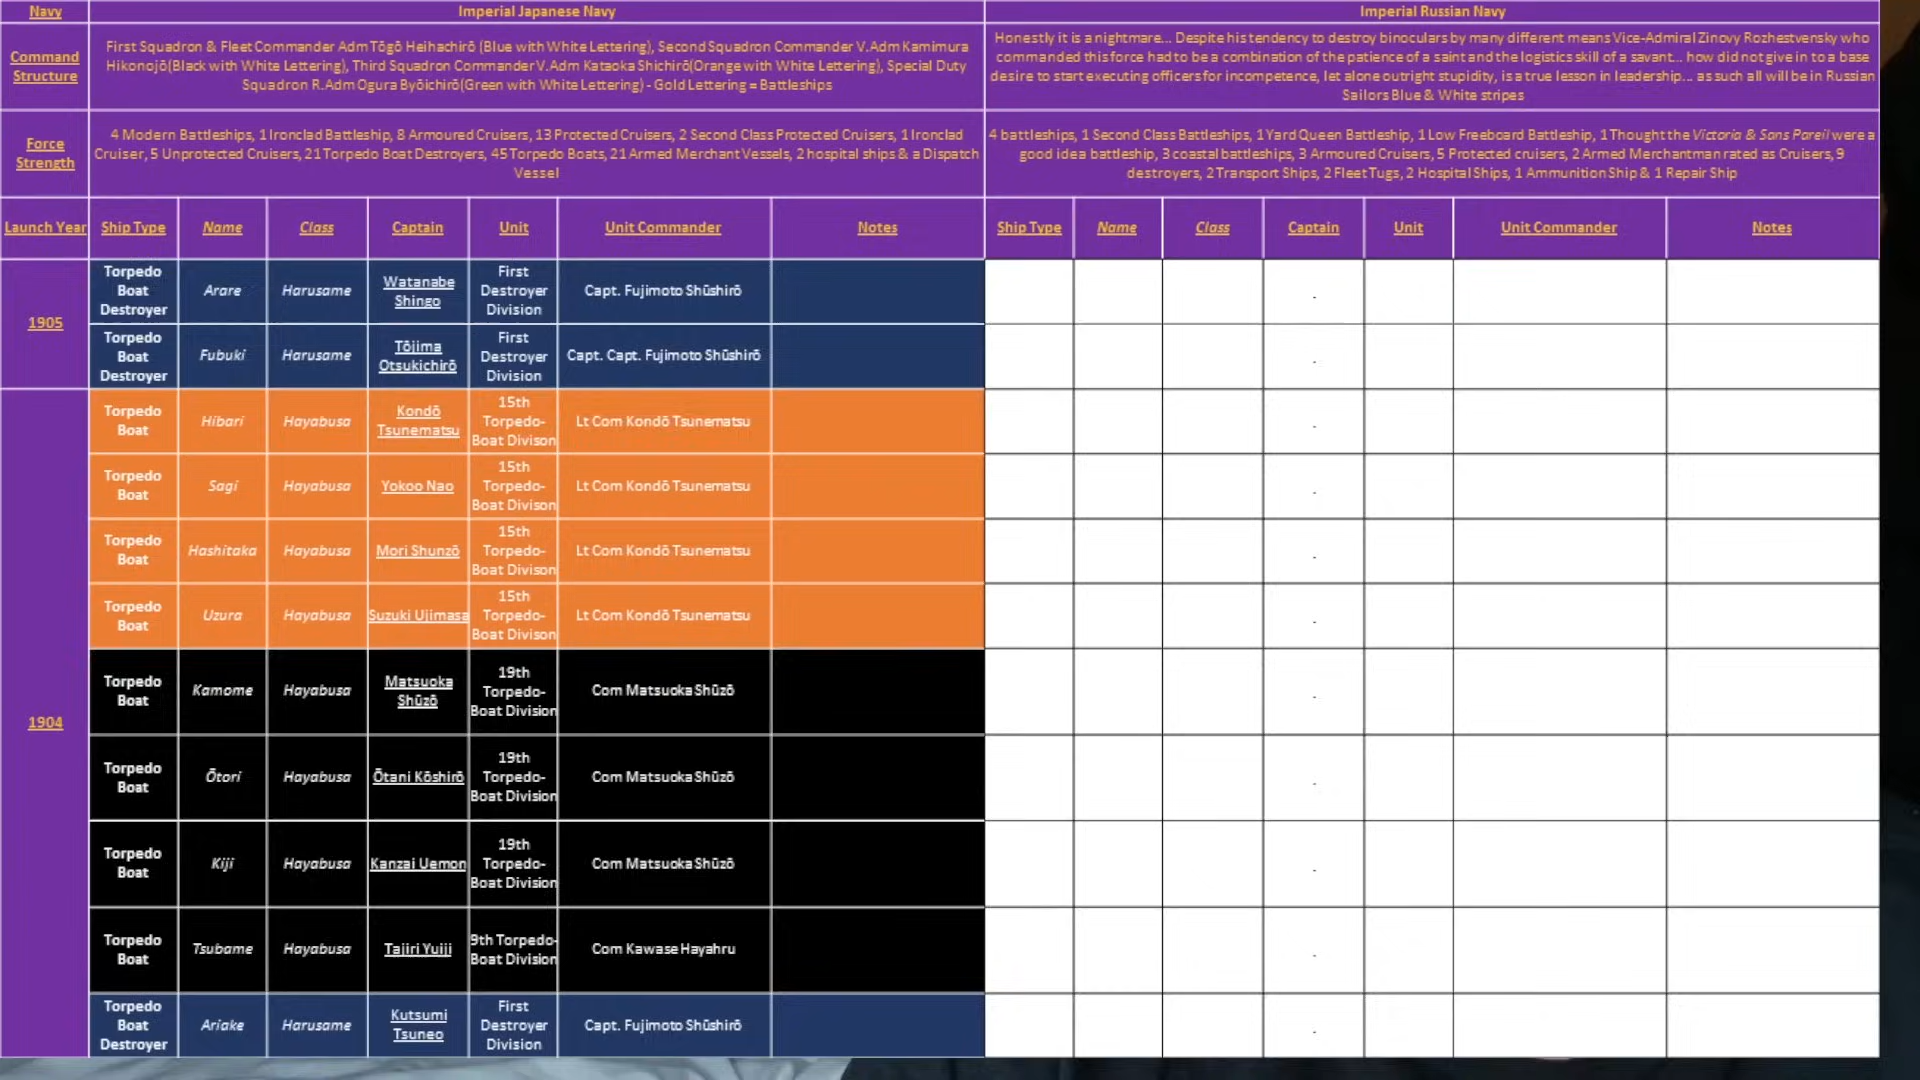 Navy
Imperial Japanese Navy
Imperial Russian Navy
Command
Structure
First Squadron & Fleet Commander Adm Tōgō Heihachirō (Blue with White Lettering), Second Squadron Commander V.Adm Kamimura
Hikonojō(Black with White Lettering), Third Squadron Commander V.Adm Kataoka Shichirō(Orange with White Lettering), Special Duty
Squadron R.Adm Ogura Byōichirō(Green with White Lettering) - Gold Lettering = Battleships
Honestly it is a nightmare... Despite his tendency to destroy binoculars by many different means Vice-Admiral Zinovy Rozhestvensky who
commanded this force had to be a combination of the patience of a saint and the logistics skill of a savant... how did not give in to a base
desire to start executing officers for incompetence, let alone outright stupidity, is a true lesson in leadership... as such all will be in Russian
Sailors Blue & White stripes
Force
Strength
4 Modern Battleships, 1 Ironclad Battleship, 8 Armoured Cruisers, 13 Protected Cruisers, 2 Second Class Protected Cruisers, 1 Ironclad
Cruiser, 5 Unprotected Cruisers, 21 Torpedo Boat Destroyers, 45 Torpedo Boats, 21 Armed Merchant Vessels, 2 hospital ships & a Dispatch
Vessel
4 battleships, 1 Second Class Battleships, 1 Yard Queen Battleship, 1 Low Freeboard Battleship, 1 Thought the Victoria & Sans Pareil were a
good idea battleship, 3 coastal battleships, 3 Armoured Cruisers, 5 Protected cruisers, 2 Armed Merchantman rated as Cruisers, 9
destroyers, 2 Transport Ships, 2 Fleet Tugs, 2 Hospital Ships, 1 Ammunition Ship & 1 Repair Ship
Launch Year
Ship Type
Name
Class
Captain
Unit
Unit Commander
Notes
Ship Type
Name
Class
Captain
Unit
Unit Commander
Notes
1905
Torpedo
Boat
Destroyer
Arare
Harusame
Watanabe
Shingo
First
Destroyer
Division
Capt. Fujimoto Shūshirō
.
Torpedo
Boat
Destroyer
Fubuki
Harusame
Tōjima
Otsukichirō
First
Destroyer
Division
Capt. Capt. Fujimoto Shūshirō
.
1904
Torpedo
Boat
Hibari
Hayabusa
Kondō
Tsunematsu
15th
Torpedo-
Boat Divison
Lt Com Kondō Tsunematsu
.
Torpedo
Boat
Sagi
Hayabusa
Yokoo Nao
15th
Torpedo-
Boat Divison
Lt Com Kondō Tsunematsu
.
Torpedo
Boat
Hashitaka
Hayabusa
Mori Shunzō
15th
Torpedo-
Boat Divison
Lt Com Kondō Tsunematsu
.
Torpedo
Boat
Uzura
Hayabusa
Suzuki Ujimasa
15th
Torpedo-
Boat Divison
Lt Com Kondō Tsunematsu
.
Torpedo
Boat
Kamome
Hayabusa
Matsuoka
Shūzō
19th
Torpedo-
Boat Division
Com Matsuoka Shūzō
.
Torpedo
Boat
Ōtori
Hayabusa
Ōtani Kōshirō
19th
Torpedo-
Boat Division
Com Matsuoka Shūzō
.
Torpedo
Boat
Kiji
Hayabusa
Kanzai Uemon
19th
Torpedo-
Boat Division
Com Matsuoka Shūzō
.
Torpedo
Boat
Tsubame
Hayabusa
Tajiri Yuiji
9th Torpedo-
Boat Division
Com Kawase Hayahru
.
Torpedo
Boat
Destroyer
Ariake
Harusame
Kutsumi
Tsuneo
First
Destroyer
Division
Capt. Fujimoto Shūshirō
.